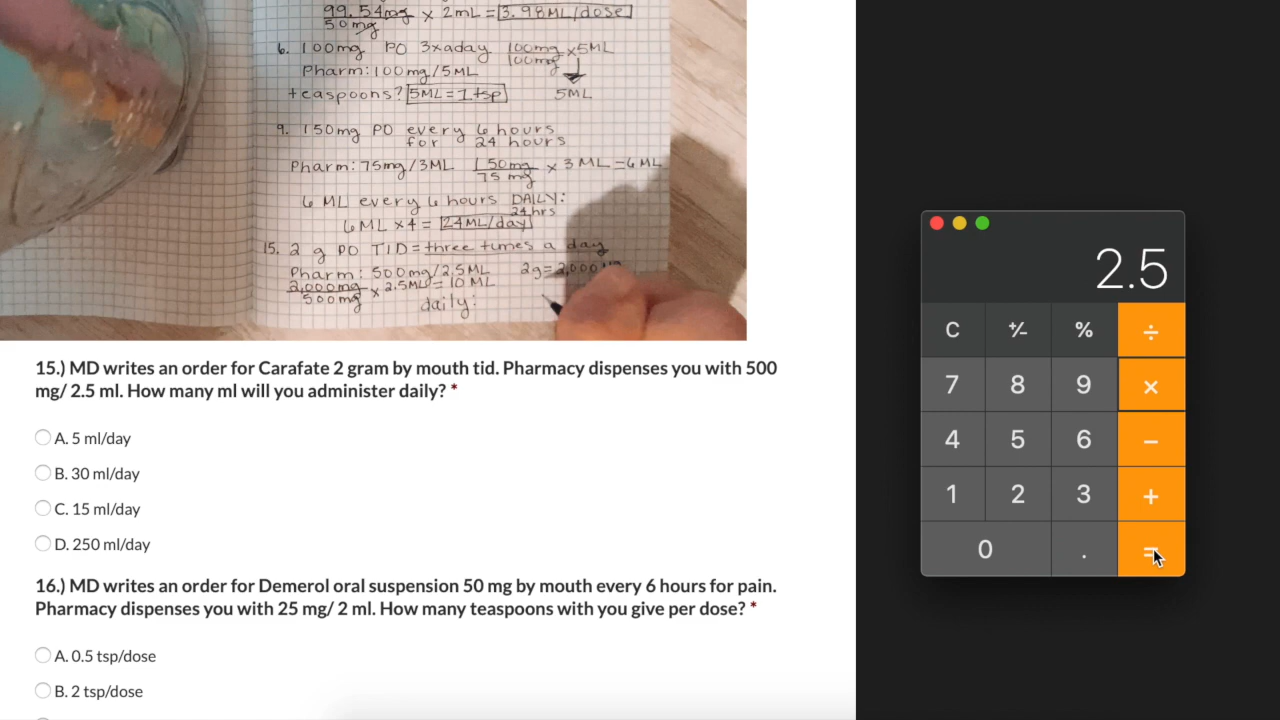 99.54mg x 2mL = 3.98ML/dose
50mg
6. 100mg PO 3xaday 100mg x5ML
100mg
Pharm: 100mg/5ML
teaspoons? 5ML = 1 tsp 5ML
9. 150mg PO every 6 hours
for 24 hours
Pharm: 75mg/3ML 150mg x 3ML = 6ML
75mg
6 ML every 6 hours DAILY:
24hrs
6ML x4 = 24ML/day
15. 2 g PO TID = three times a day
Pharm: 500mg/2.5ML 2g = 2,000
2,000mg x 2.5ML = 10 ML
500mg
daily:
15.) MD writes an order for Carafate 2 gram by mouth tid. Pharmacy dispenses you with 500
mg/ 2.5 ml. How many ml will you administer daily? *
A. 5 ml/day
B. 30 ml/day
C. 15 ml/day
D. 250 ml/day
16.) MD writes an order for Demerol oral suspension 50 mg by mouth every 6 hours for pain.
Pharmacy dispenses you with 25 mg/ 2 ml. How many teaspoons with you give per dose? *
A. 0.5 tsp/dose
B. 2 tsp/dose
2.5
C +/- % ÷
7 8 9 ×
4 5 6 −
1 2 3 +
0 . =